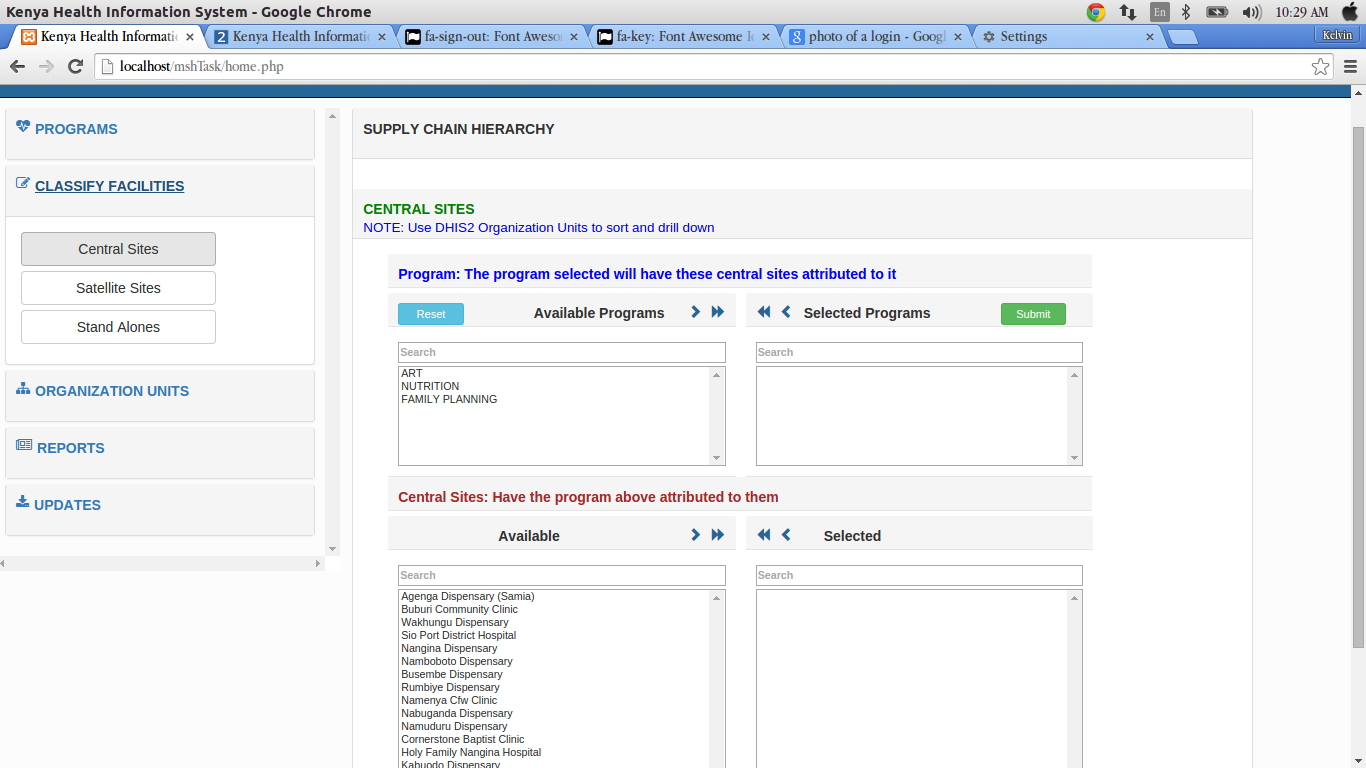 Kenya Health Information System - Google Chrome
En
10:29 AM
Kenya Health Informati
Kenya Health Informati
fa-sign-out: Font Aweso
fa-key: Font Awesome Ic
photo of a login - Googl
Settings
Kelvin
localhost/mshTask/home.php
PROGRAMS
CLASSIFY FACILITIES
Central Sites
Satellite Sites
Stand Alones
ORGANIZATION UNITS
REPORTS
UPDATES
SUPPLY CHAIN HIERARCHY
CENTRAL SITES
NOTE: Use DHIS2 Organization Units to sort and drill down
Program: The program selected will have these central sites attributed to it
Reset
Available Programs
Selected Programs
Submit
Search
Search
ART
NUTRITION
FAMILY PLANNING
Central Sites: Have the program above attributed to them
Available
Selected
Search
Search
Agenga Dispensary (Samia)
Buburi Community Clinic
Wakhungu Dispensary
Sio Port District Hospital
Nangina Dispensary
Namboboto Dispensary
Busembe Dispensary
Rumbiye Dispensary
Namenya Cfw Clinic
Nabuganda Dispensary
Namuduru Dispensary
Cornerstone Baptist Clinic
Holy Family Nangina Hospital
Kabuodo Dispensary